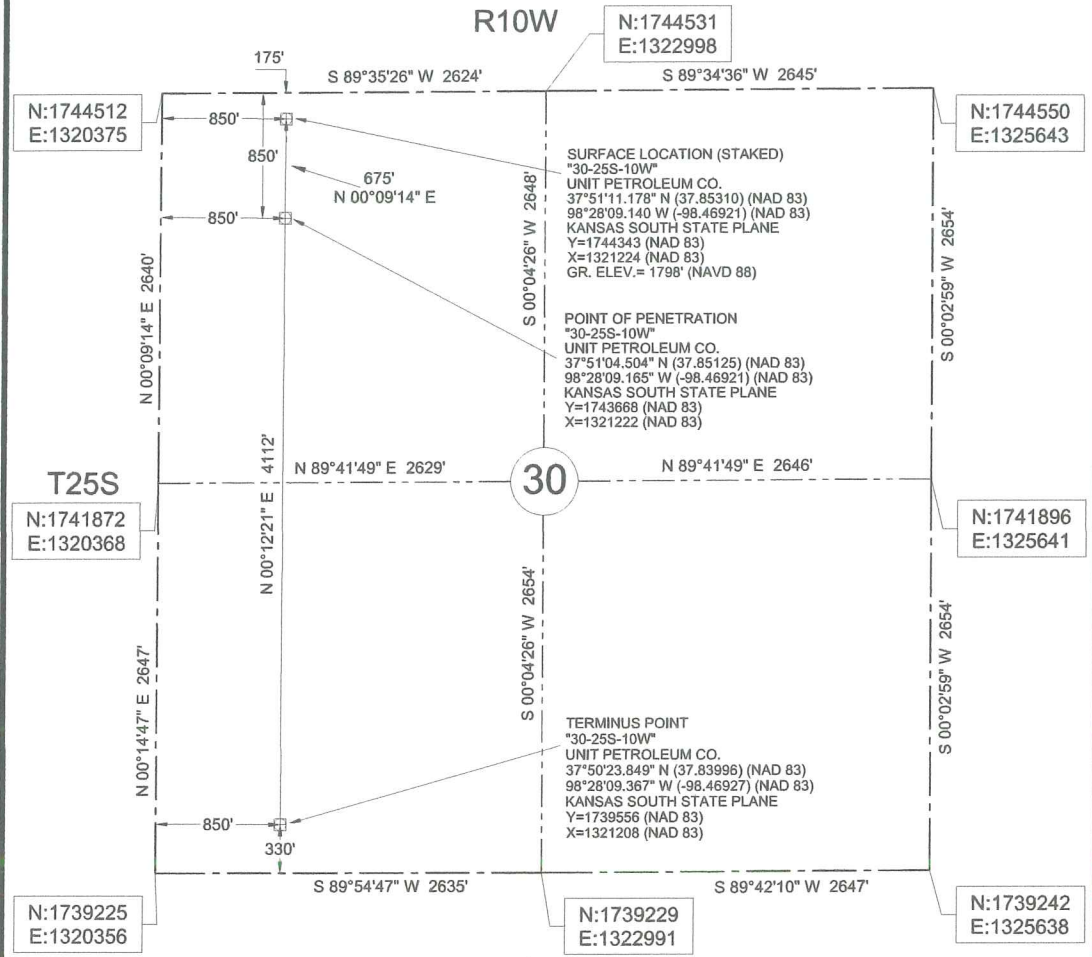 R10W
N:1744531
E:1322998
175'
S 89°35'26" W 2624'
S 89°34'36" W 2645'
N:1744512
E:1320375
N:1744550
E:1325643
850'
850'
675'
N 00°09'14" E
850'
SURFACE LOCATION (STAKED)
"30-25S-10W"
UNIT PETROLEUM CO.
37°51'11.178" N (37.85310) (NAD 83)
98°28'09.140 W (-98.46921) (NAD 83)
KANSAS SOUTH STATE PLANE
Y=1744343 (NAD 83)
X=1321224 (NAD 83)
GR. ELEV.= 1798' (NAVD 88)
S 00°04'26" W 2648'
S 00°02'59" W 2654'
N 00°09'14" E 2640'
POINT OF PENETRATION
"30-25S-10W"
UNIT PETROLEUM CO.
37°51'04.504" N (37.85125) (NAD 83)
98°28'09.165" W (-98.46921) (NAD 83)
KANSAS SOUTH STATE PLANE
Y=1743668 (NAD 83)
X=1321222 (NAD 83)
N 00°12'21" E 4112'
T25S
N 89°41'49" E 2629'
30
N 89°41'49" E 2646'
N:1741872
E:1320368
N:1741896
E:1325641
N 00°14'47" E 2647'
S 00°04'26" W 2654'
S 00°02'59" W 2654'
TERMINUS POINT
"30-25S-10W"
UNIT PETROLEUM CO.
37°50'23.849" N (37.83996) (NAD 83)
98°28'09.367" W (-98.46927) (NAD 83)
KANSAS SOUTH STATE PLANE
Y=1739556 (NAD 83)
X=1321208 (NAD 83)
850'
330'
S 89°54'47" W 2635'
S 89°42'10" W 2647'
N:1739225
E:1320356
N:1739229
E:1322991
N:1739242
E:1325638